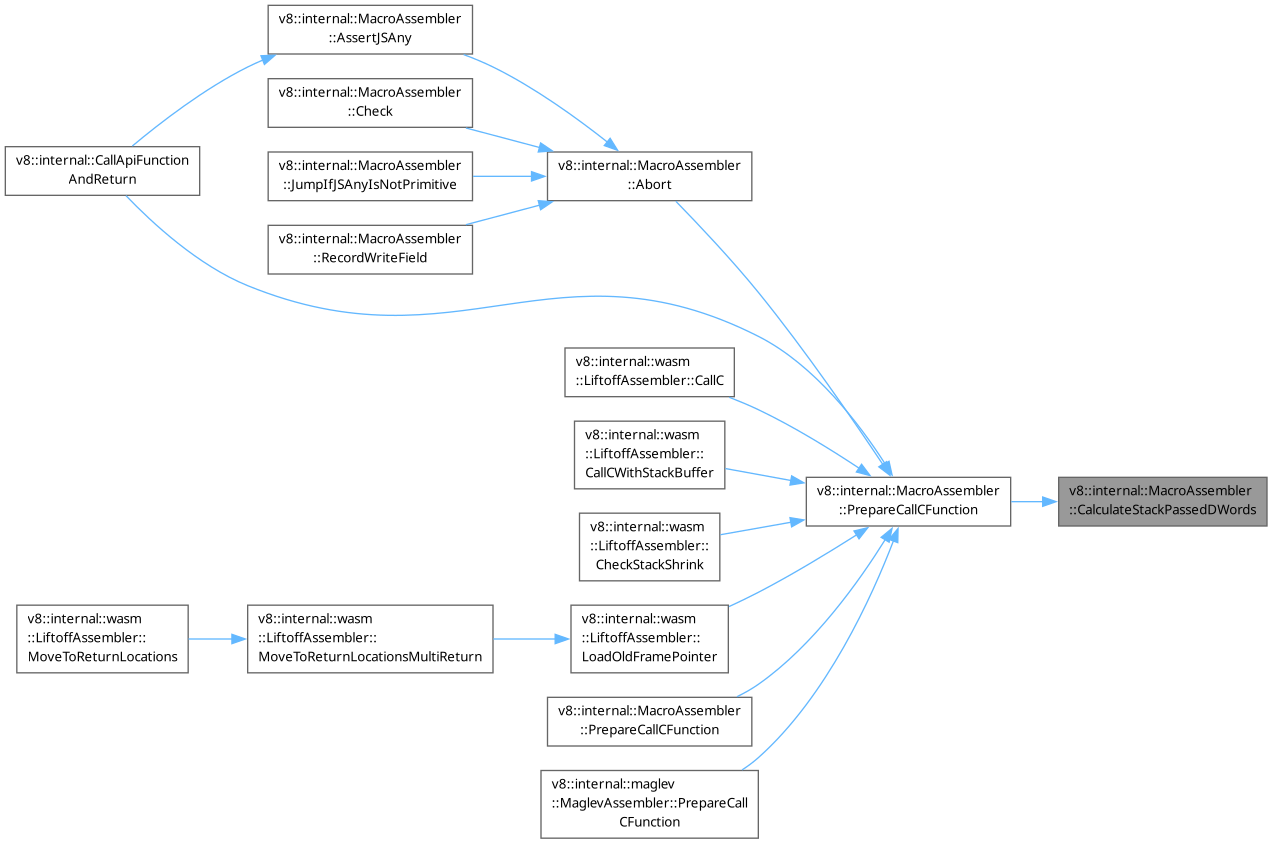 v8::internal::MacroAssembler
::AssertJSAny
v8::internal::MacroAssembler
::Check
v8::internal::CallApiFunction
AndReturn
v8::internal::MacroAssembler
::JumpIfJSAnyIsNotPrimitive
v8::internal::MacroAssembler
::Abort
v8::internal::MacroAssembler
::RecordWriteField
v8::internal::wasm
::LiftoffAssembler::CallC
v8::internal::wasm
::LiftoffAssembler::
CallCWithStackBuffer
v8::internal::MacroAssembler
::PrepareCallCFunction
v8::internal::MacroAssembler
::CalculateStackPassedDWords
v8::internal::wasm
::LiftoffAssembler::
CheckStackShrink
v8::internal::wasm
::LiftoffAssembler::
MoveToReturnLocations
v8::internal::wasm
::LiftoffAssembler::
MoveToReturnLocationsMultiReturn
v8::internal::wasm
::LiftoffAssembler::
LoadOldFramePointer
v8::internal::MacroAssembler
::PrepareCallCFunction
v8::internal::maglev
::MaglevAssembler::PrepareCall
CFunction